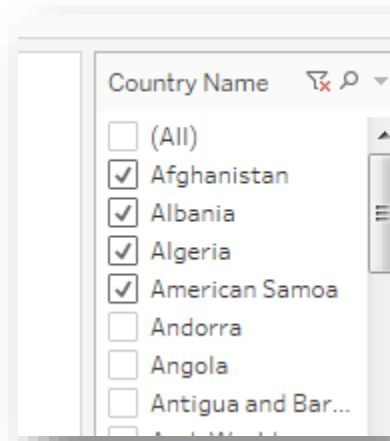 Country Name
(All)
Afghanistan
Albania
Algeria
American Samoa
Andorra
Angola
Antigua and Bar...